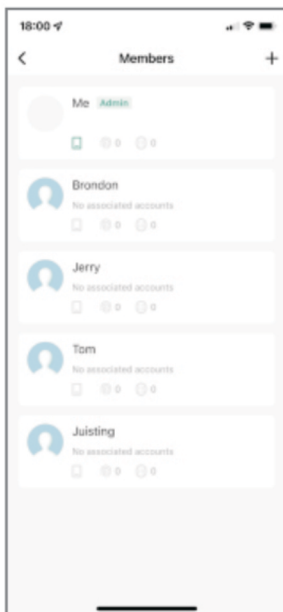 18:00
Members
Me Admin
0 0
Brondon
No associated accounts
0 0
Jerry
No associated accounts
0 0
Tom
No associated accounts
0 0
Juisting
No associated accounts
0 0